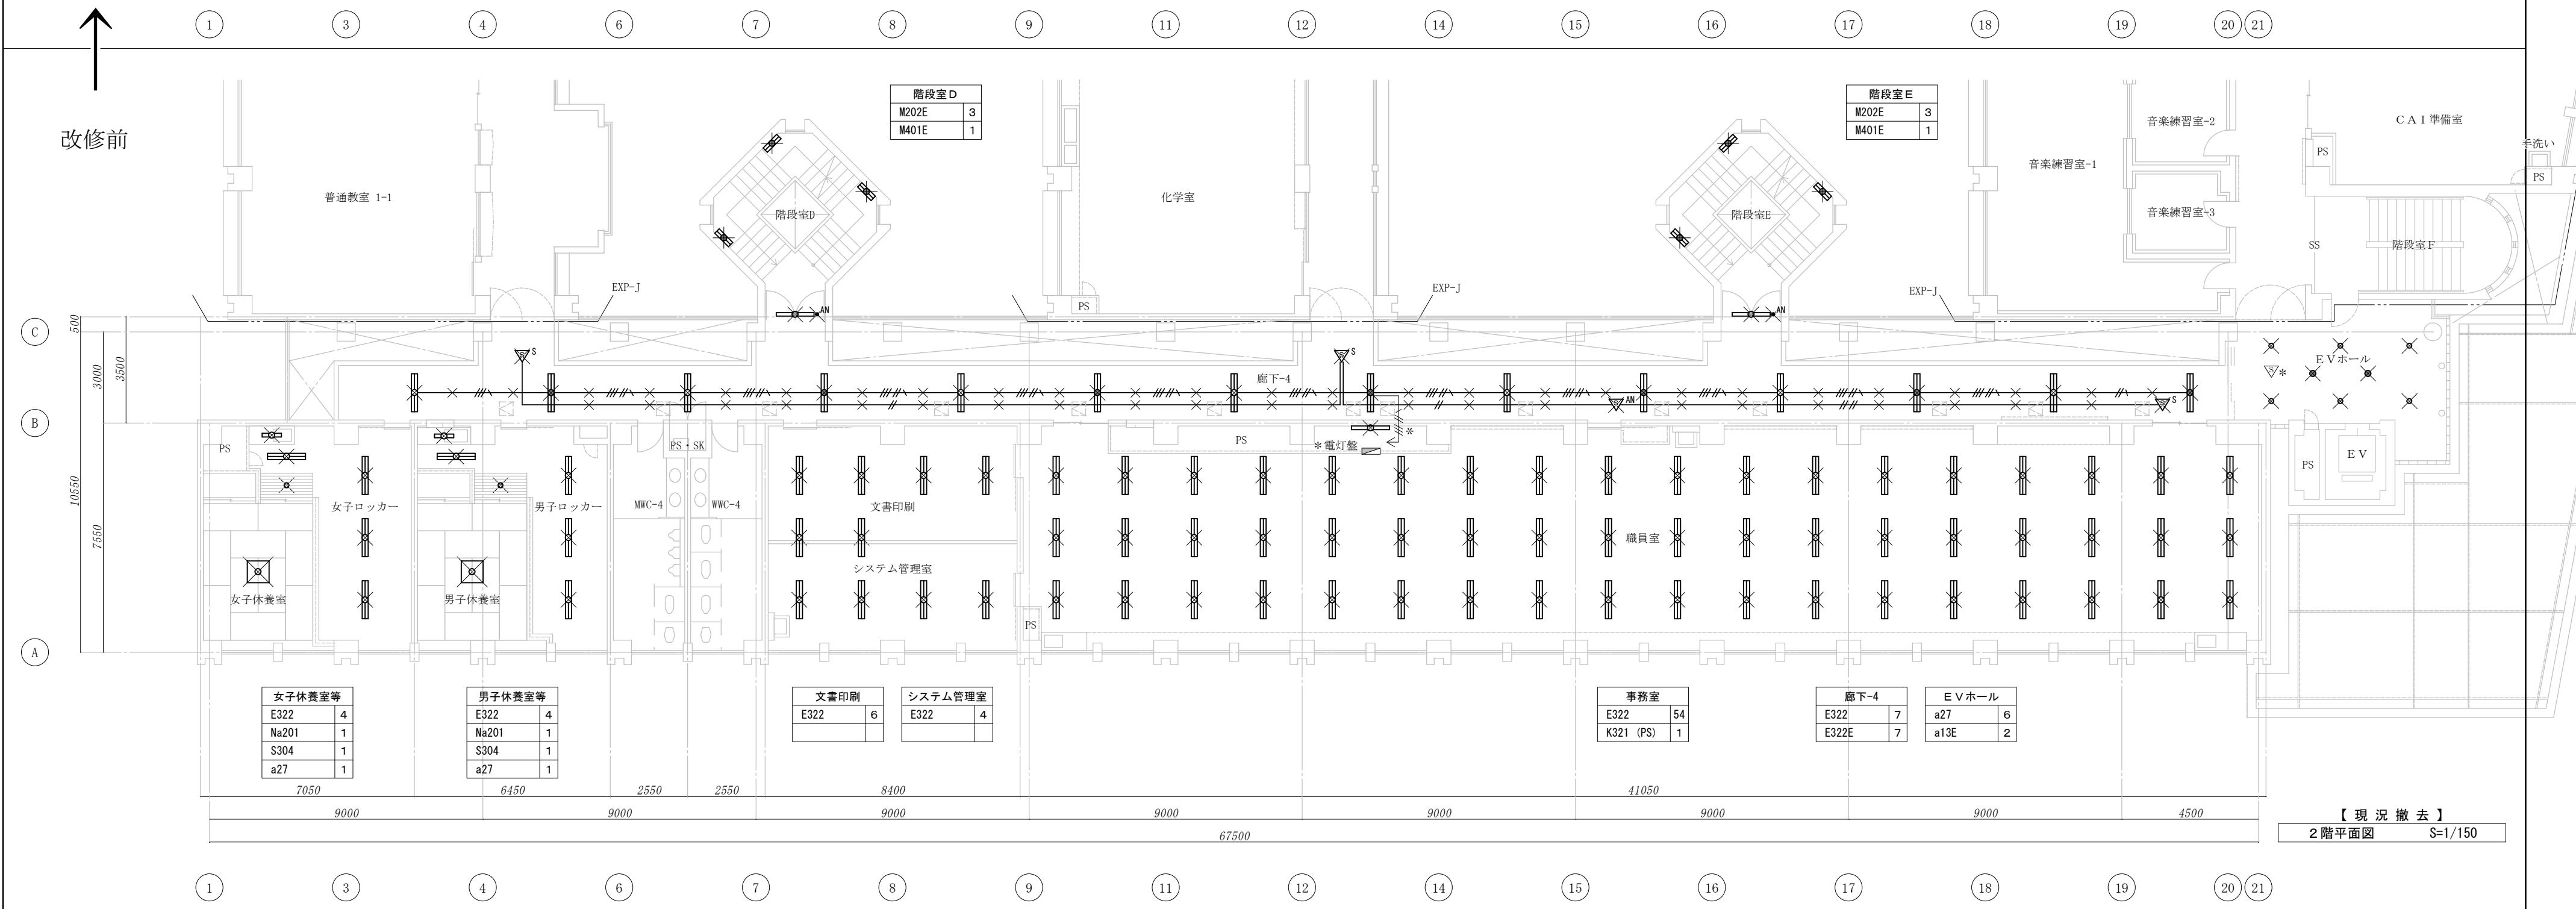 1 3 4 6 7 8 9 11 12 14 15 16 17 18 19 20 21
改修前
階段室D
M202E 3
M401E 1
階段室E
M202E 3
M401E 1
普通教室 1-1
階段室D
化学室
階段室E
音楽練習室-1
音楽練習室-2
音楽練習室-3
CAI準備室
手洗い
PS
PS
SS
階段室F
PS
EXP-J
EXP-J
EXP-J
AN
AN
C
500
3000
3500
S
S
廊下-4
EVホール
S*
B
AN
S
*
PS
PS・SK
PS
*電灯盤
PS
EV
10550
7550
女子ロッカー
男子ロッカー
MWC-4
WWC-4
文書印刷
職員室
システム管理室
女子休養室
男子休養室
PS
A
女子休養室等
E322 4
Na201 1
S304 1
a27 1
男子休養室等
E322 4
Na201 1
S304 1
a27 1
文書印刷
E322 6
システム管理室
E322 4
事務室
E322 54
K321 (PS) 1
廊下-4
E322 7
E322E 7
EVホール
a27 6
a13E 2
7050 6450 2550 2550 8400 41050
9000 9000 9000 9000 9000 9000 9000 4500
67500
【現況撤去】
2階平面図 S=1/150
1 3 4 6 7 8 9 11 12 14 15 16 17 18 19 20 21